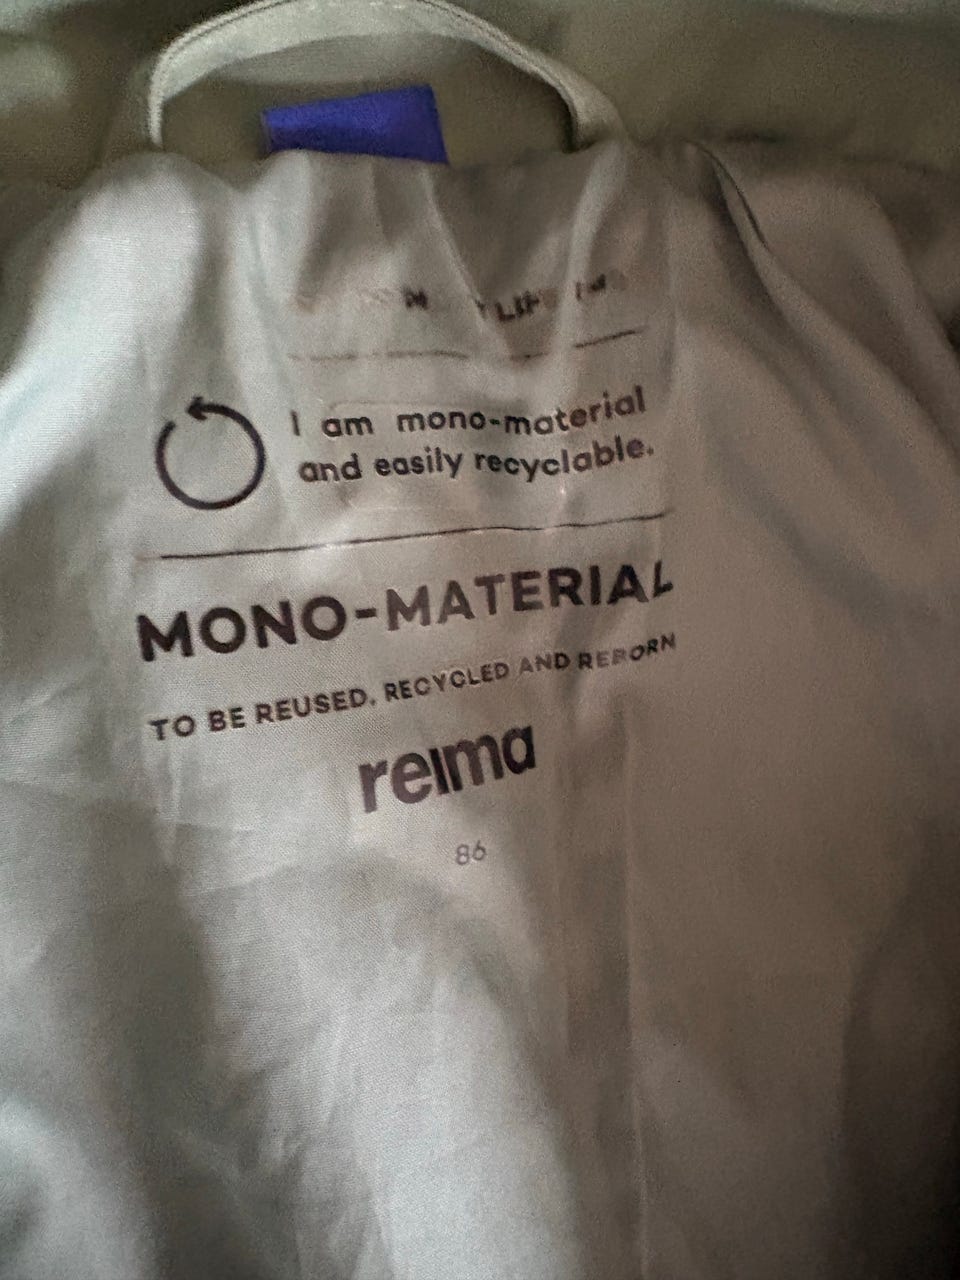 I am mono-material
and easily recyclable.
MONO-MATERIAL
TO BE REUSED, RECYCLED AND REBORN
reima
86